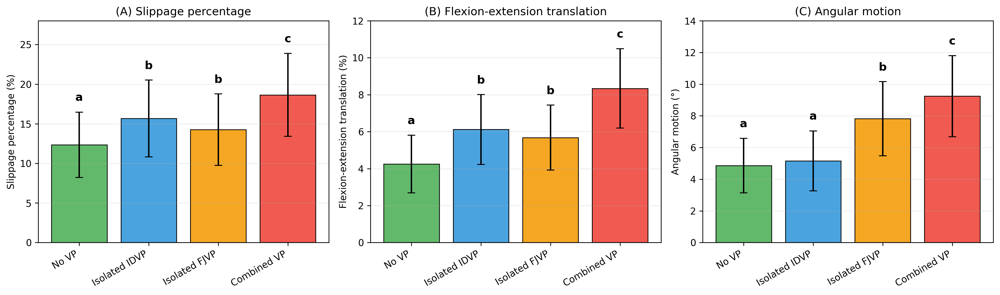 (A) Slippage percentage
Slippage percentage (%)
25
20
15
10
5
0
a
b
b
c
No VP
Isolated IDVP
Isolated FJVP
Combined VP
(B) Flexion-extension translation
Flexion-extension translation (%)
12
10
8
6
4
2
0
a
b
b
c
No VP
Isolated IDVP
Isolated FJVP
Combined VP
(C) Angular motion
Angular motion (°)
14
12
10
8
6
4
2
0
a
a
b
c
No VP
Isolated IDVP
Isolated FJVP
Combined VP